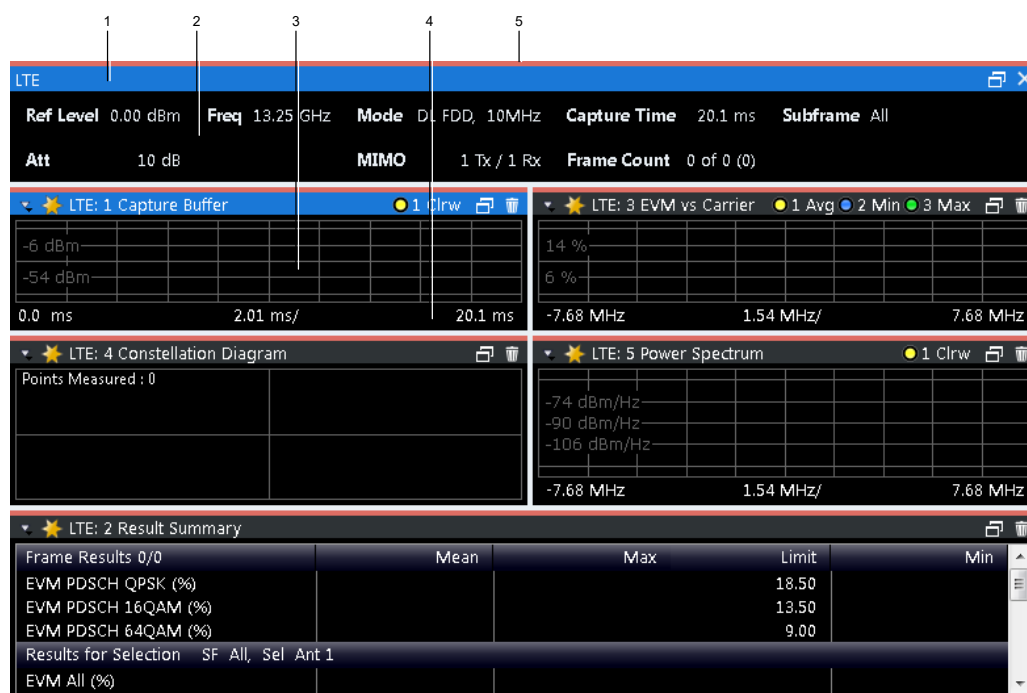 1 2 3 4 5
LTE
Ref Level 0.00 dBm Freq 13.25 GHz Mode DL FDD, 10MHz Capture Time 20.1 ms Subframe All
Att 10 dB MIMO 1 Tx / 1 Rx Frame Count 0 of 0 (0)
LTE: 1 Capture Buffer 1 Clrw
-6 dBm
-54 dBm
0.0 ms 2.01 ms/ 20.1 ms
LTE: 3 EVM vs Carrier 1 Avg 2 Min 3 Max
14 %
6 %
-7.68 MHz 1.54 MHz/ 7.68 MHz
LTE: 4 Constellation Diagram
Points Measured : 0
LTE: 5 Power Spectrum 1 Clrw
-74 dBm/Hz
-90 dBm/Hz
-106 dBm/Hz
-7.68 MHz 1.54 MHz/ 7.68 MHz
LTE: 2 Result Summary
Frame Results 0/0 Mean Max Limit Min
EVM PDSCH QPSK (%) 18.50
EVM PDSCH 16QAM (%) 13.50
EVM PDSCH 64QAM (%) 9.00
Results for Selection SF All, Sel Ant 1
EVM All (%)